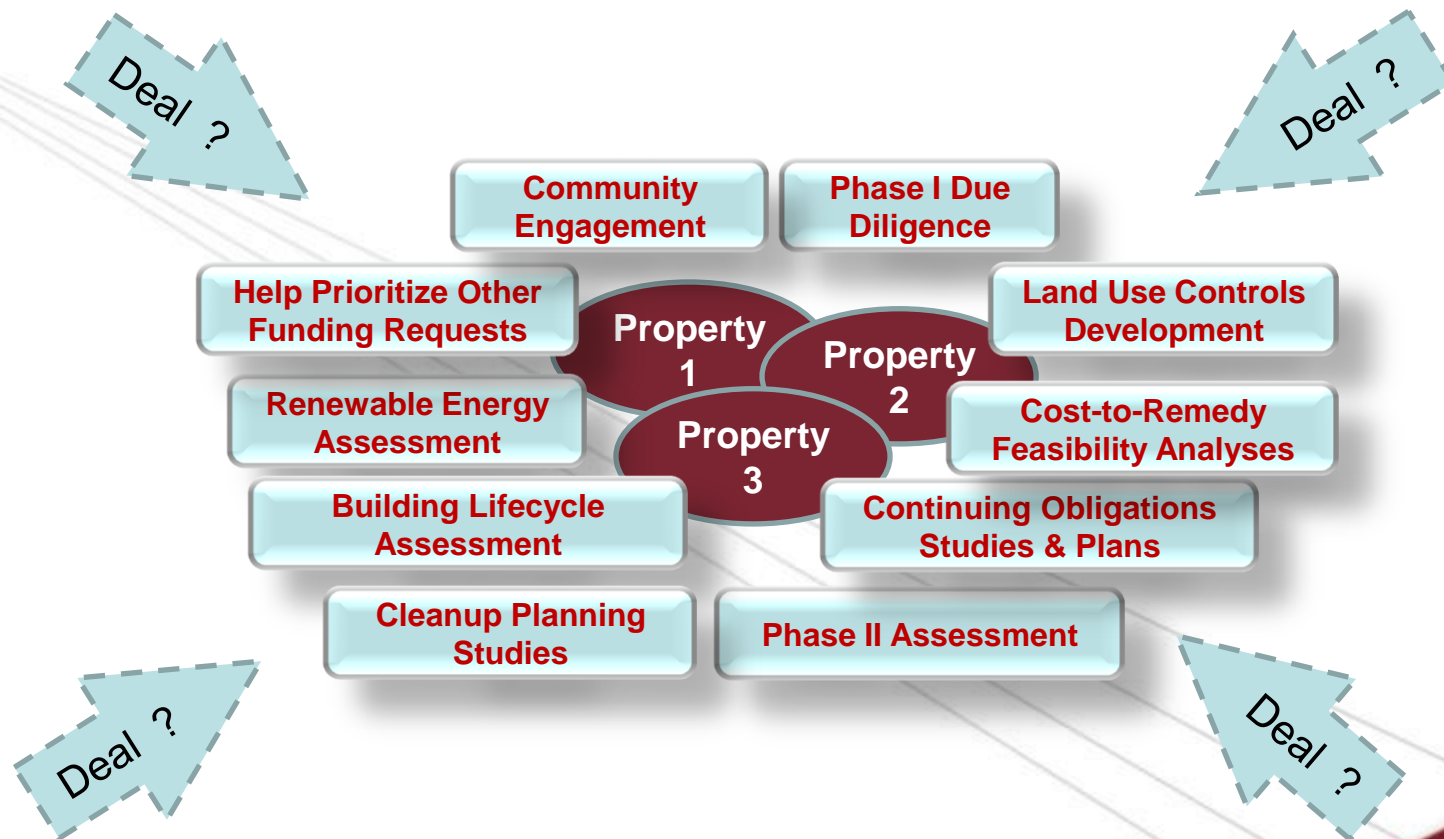 Deal ?
Deal ?
Community
Engagement
Phase I Due
Diligence
Help Prioritize Other
Funding Requests
Property
1
Property
2
Land Use Controls
Development
Renewable Energy
Assessment
Property
3
Cost-to-Remedy
Feasibility Analyses
Building Lifecycle
Assessment
Continuing Obligations
Studies & Plans
Cleanup Planning
Studies
Phase II Assessment
Deal ?
Deal ?